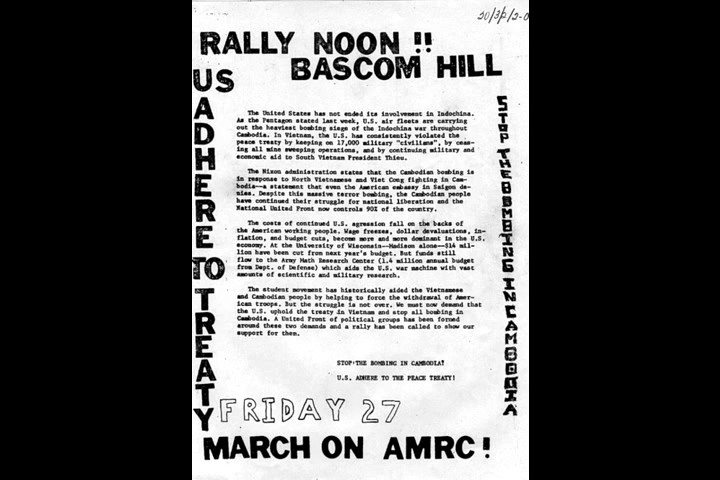 20/3/2/2-0
RALLY NOON !!
BASCOM HILL
US ADHERE TO TREATY
The United States has not ended its involvement in Indochina.
As the Pentagon stated last week, U.S. air fleets are carrying
out the heaviest bombing siege of the Indochina war throughout
Cambodia. In Vietnam, the U.S. has consistently violated the
peace treaty by keeping on 17,000 military "civilians", by ceas-
ing all mine sweeping operations, and by continuing military and
economic aid to South Vietnam President Thieu.
The Nixon administration states that the Cambodian bombing is
in response to North Vietnamese and Viet Cong fighting in Cam-
bodia--a statement that even the American embassy in Saigon de-
nies. Despite this massive terror bombing, the Cambodian people
have continued their struggle for national liberation and the
National United Front now controls 90% of the country.
The costs of continued U.S. agression fall on the backs of
the American working people. Wage freezes, dollar devaluations, in-
flation, and budget cuts, become more and more dominant in the U.S.
economy. At the University of Wisconsin--Madison alone--$14 mil-
lion have been cut from next year's budget. But funds still
flow to the Army Math Research Center (1.4 million annual budget
from Dept. of Defense) which aids the U.S. war machine with vast
amounts of scientific and military research.
The student movement has historically aided the Vietnamese
and Cambodian people by helping to force the withdrawal of Amer-
ican troops. But the struggle is not over. We must now demand that
the U.S. uphold the treaty in Vietnam and stop all bombing in
Cambodia. A United Front of political groups has been formed
around these two demands and a rally has been called to show our
support for them.
STOP THE BOMBING IN CAMBODIA!
U.S. ADHERE TO THE PEACE TREATY!
STOP THE BOMBING IN CAMBODIA
FRIDAY 27
MARCH ON AMRC!